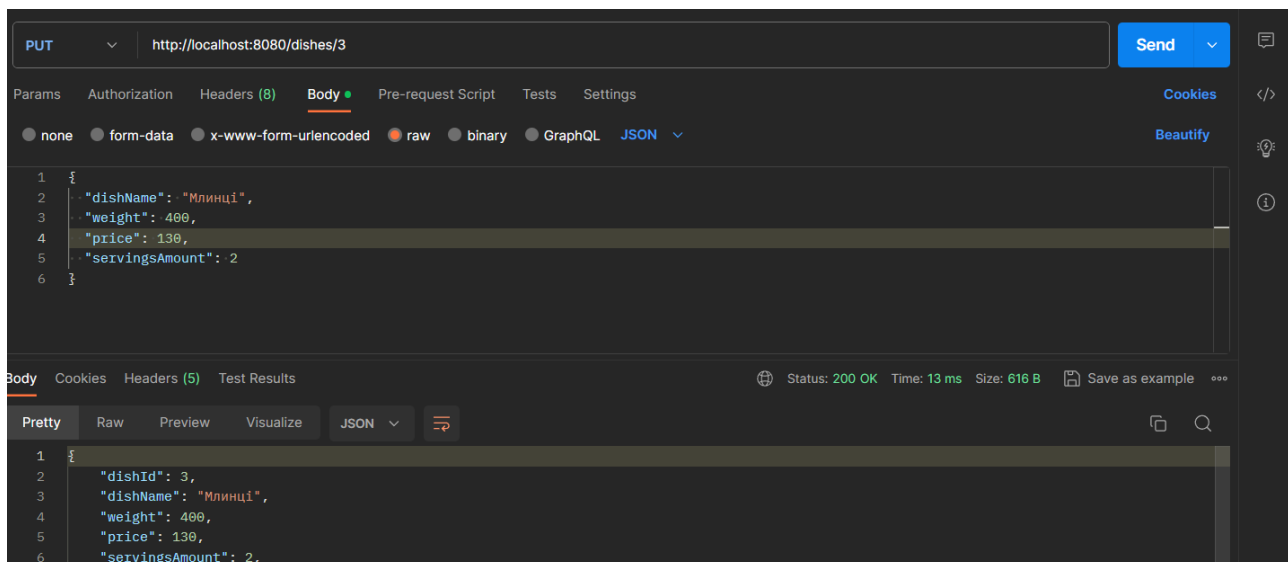 PUT http://localhost:8080/dishes/3 Send
Params Authorization Headers (8) Body Pre-request Script Tests Settings Cookies
none form-data x-www-form-urlencoded raw binary GraphQL JSON Beautify
1 {
2 "dishName": "Млинці",
3 "weight": 400,
4 "price": 130,
5 "servingsAmount": 2
6 }
Body Cookies Headers (5) Test Results Status: 200 OK Time: 13 ms Size: 616 B Save as example
Pretty Raw Preview Visualize JSON
1 {
2 "dishId": 3,
3 "dishName": "Млинці",
4 "weight": 400,
5 "price": 130,
6 "servingsAmount": 2,